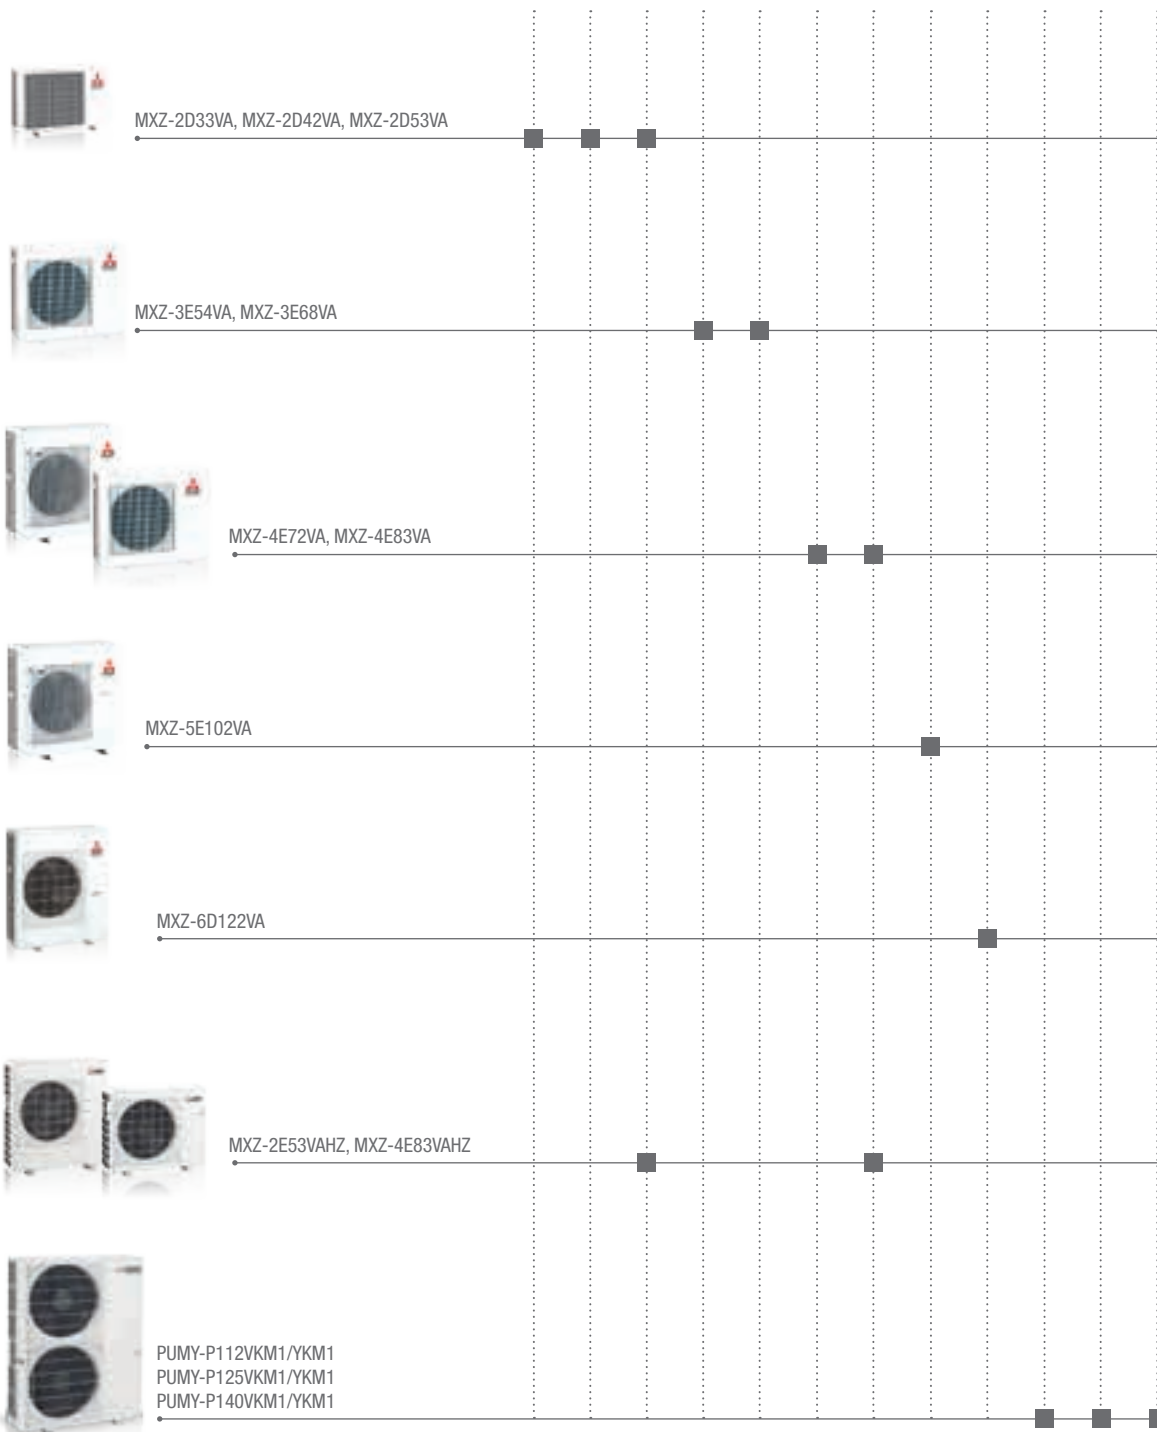 MXZ-2D33VA, MXZ-2D42VA, MXZ-2D53VA
MXZ-3E54VA, MXZ-3E68VA
MXZ-4E72VA, MXZ-4E83VA
MXZ-5E102VA
MXZ-6D122VA
MXZ-2E53VAHZ, MXZ-4E83VAHZ
PUMY-P112VKM1/YKM1
PUMY-P125VKM1/YKM1
PUMY-P140VKM1/YKM1